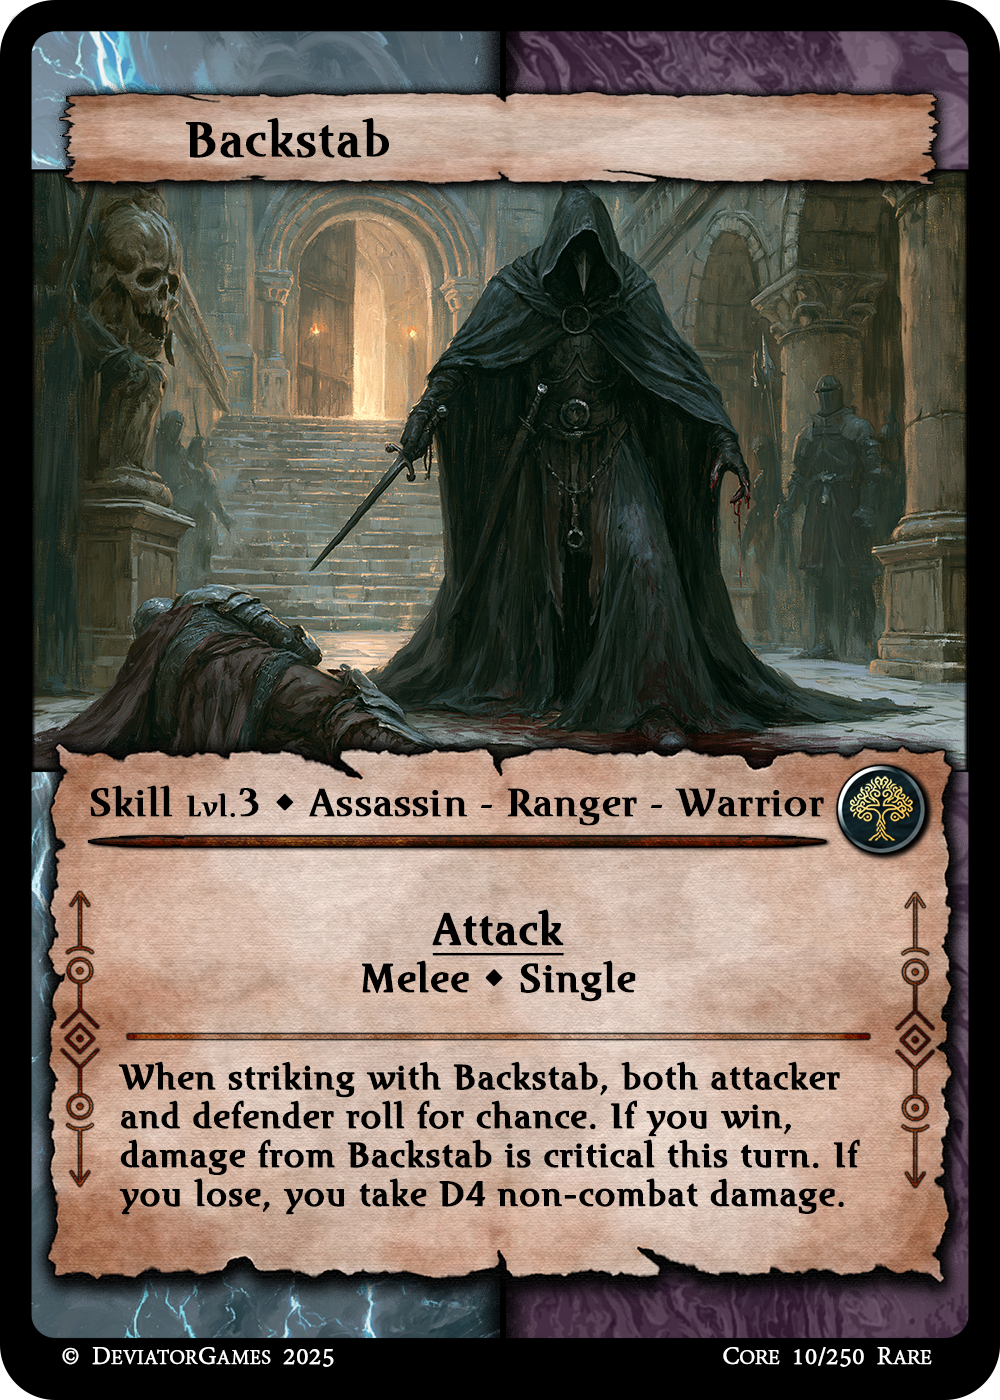 Backstab
Skill Lvl.3 ◆ Assassin - Ranger - Warrior
Attack
Melee ◆ Single
When striking with Backstab, both attacker
and defender roll for chance. If you win,
damage from Backstab is critical this turn. If
you lose, you take D4 non-combat damage.
© DeviatorGames 2025
Core 10/250 Rare